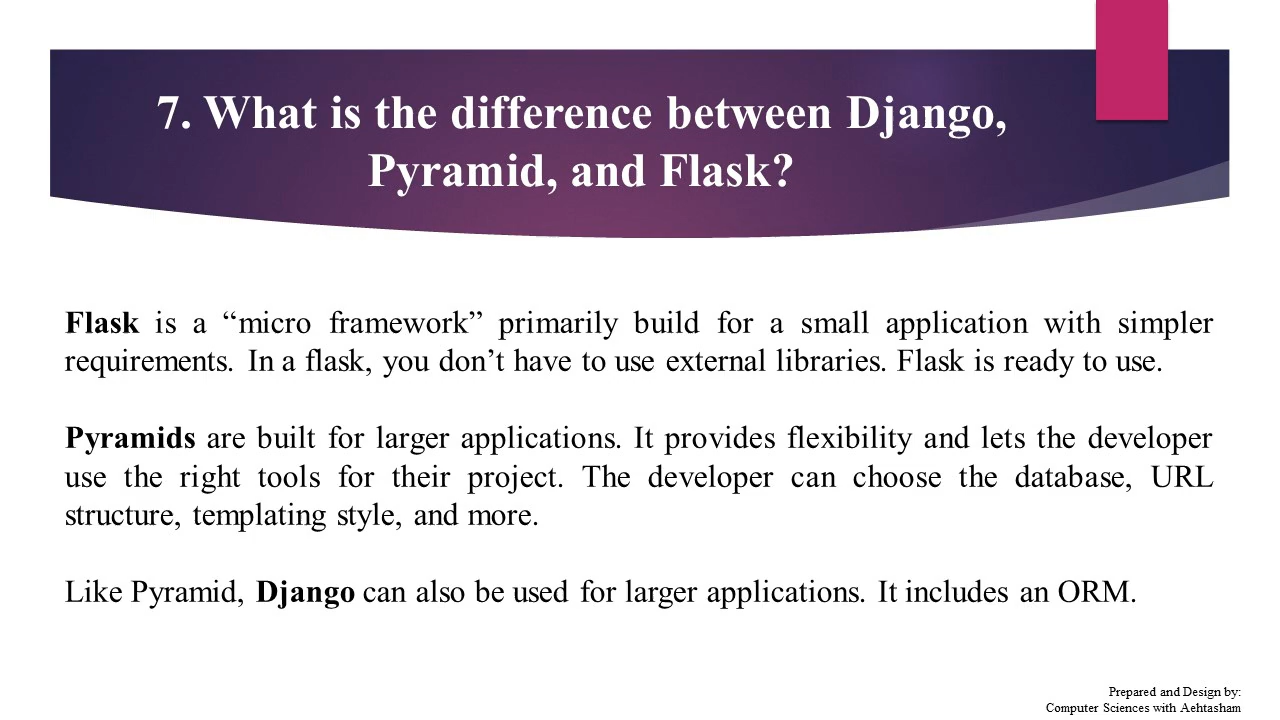 7. What is the difference between Django,
Pyramid, and Flask?
Flask is a “micro framework” primarily build for a small application with simpler
requirements. In a flask, you don’t have to use external libraries. Flask is ready to use.
Pyramids are built for larger applications. It provides flexibility and lets the developer
use the right tools for their project. The developer can choose the database, URL
structure, templating style, and more.
Like Pyramid, Django can also be used for larger applications. It includes an ORM.
Prepared and Design by:
Computer Sciences with Aehtasham